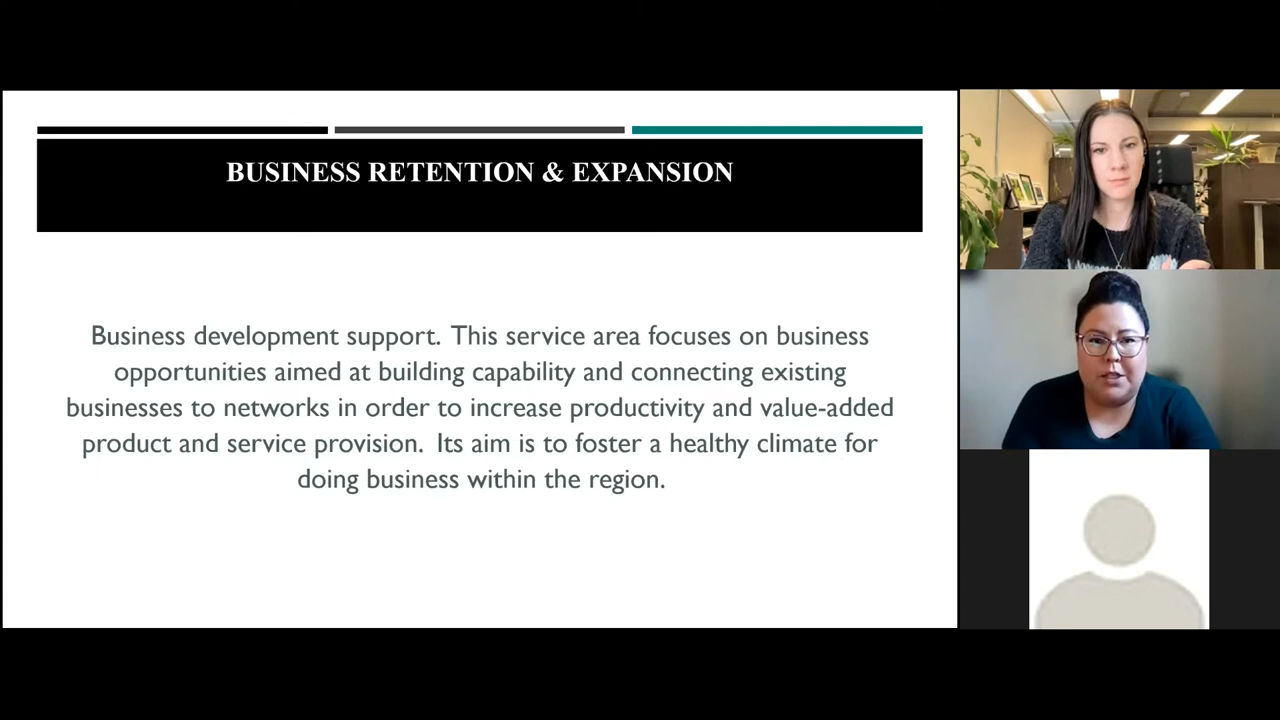 BUSINESS RETENTION & EXPANSION
Business development support. This service area focuses on business
opportunities aimed at building capability and connecting existing
businesses to networks in order to increase productivity and value-added
product and service provision. Its aim is to foster a healthy climate for
doing business within the region.